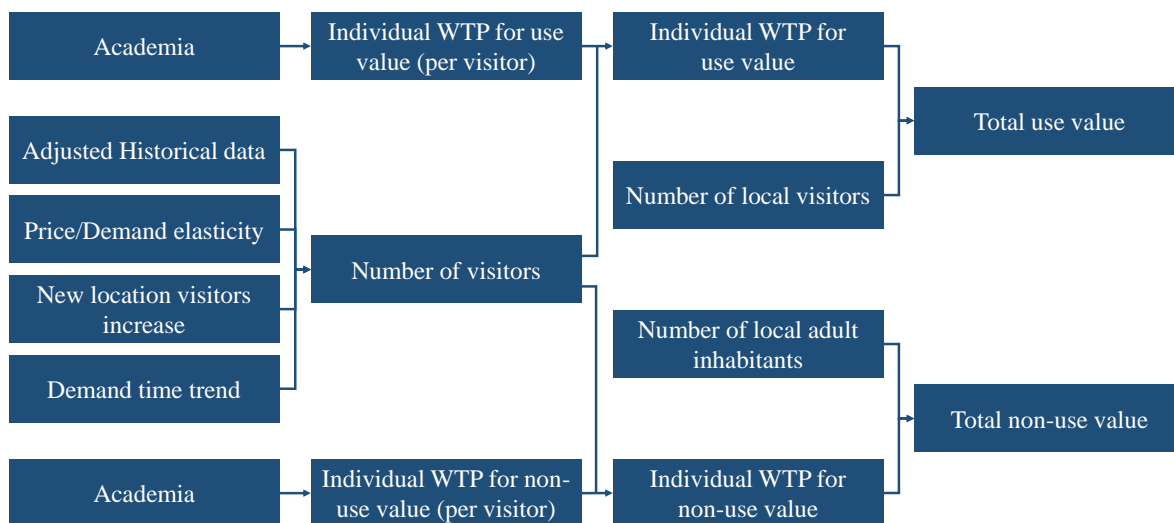 Academia
Individual WTP for use
value (per visitor)
Individual WTP for
use value
Total use value
Adjusted Historical data
Number of local visitors
Price/Demand elasticity
Number of visitors
New location visitors
increase
Number of local adult
inhabitants
Demand time trend
Total non-use value
Academia
Individual WTP for non-
use value (per visitor)
Individual WTP for
non-use value